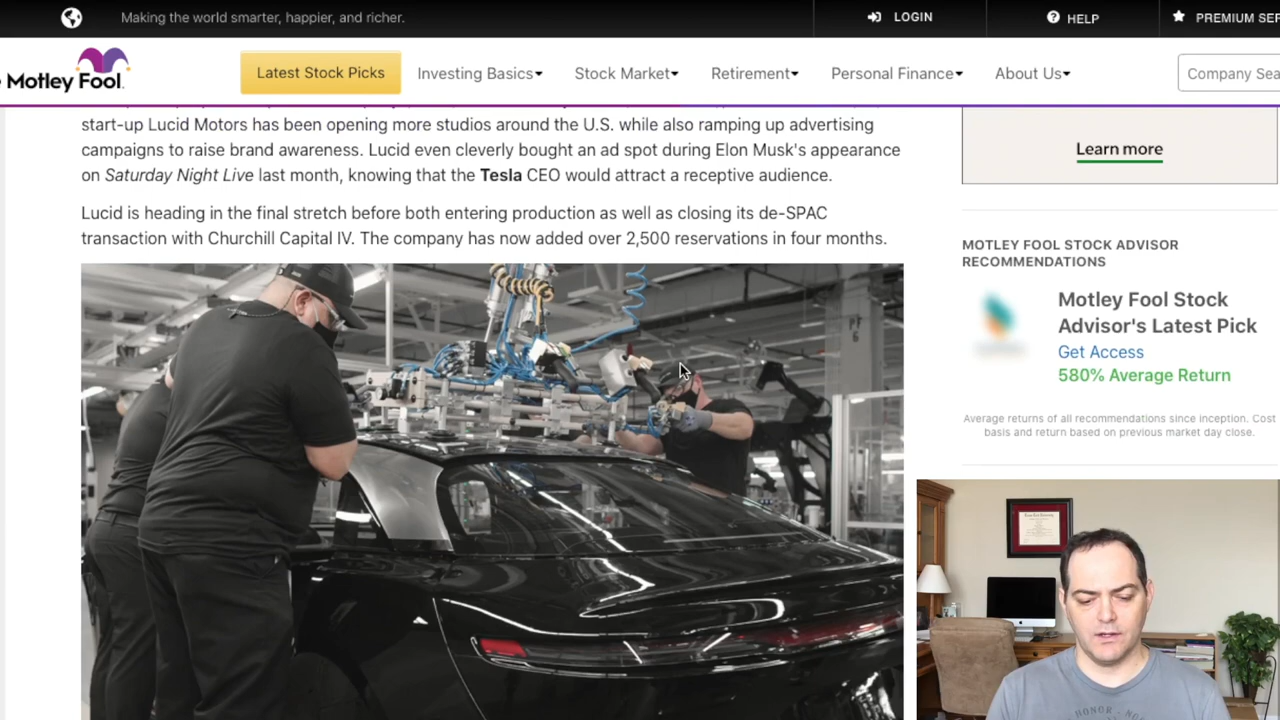 Making the world smarter, happier, and richer.
LOGIN
HELP
PREMIUM SER
Motley Fool.
Latest Stock Picks
Investing Basics
Stock Market
Retirement
Personal Finance
About Us
Company Sea
start-up Lucid Motors has been opening more studios around the U.S. while also ramping up advertising
campaigns to raise brand awareness. Lucid even cleverly bought an ad spot during Elon Musk's appearance
on Saturday Night Live last month, knowing that the Tesla CEO would attract a receptive audience.
Lucid is heading in the final stretch before both entering production as well as closing its de-SPAC
transaction with Churchill Capital IV. The company has now added over 2,500 reservations in four months.
Learn more
MOTLEY FOOL STOCK ADVISOR
RECOMMENDATIONS
Motley Fool Stock
Advisor's Latest Pick
Get Access
580% Average Return
Average returns of all recommendations since inception. Cost
basis and return based on previous market day close.
HONOR - NO